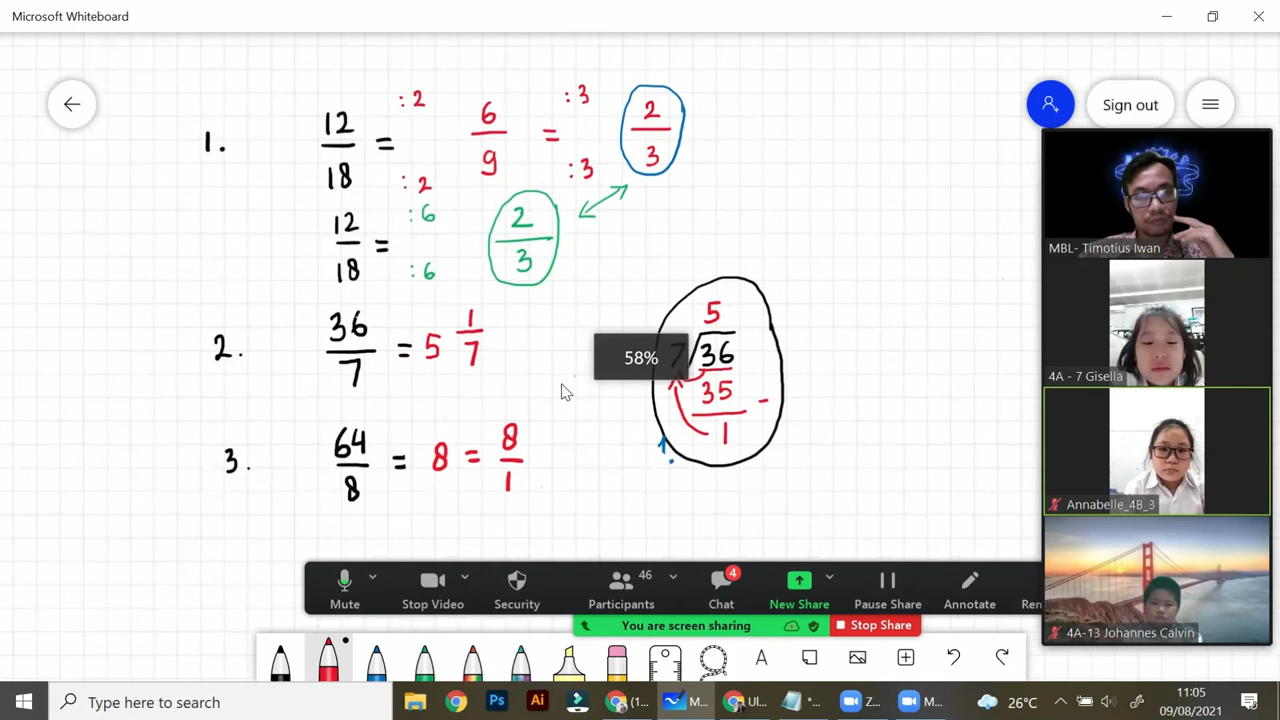 Microsoft Whiteboard
Sign out
1. 12/18 = :2 :2 6/9 = :3 :3 2/3
12/18 = :6 :6 2/3
2. 36/7 = 5 1/7
3. 64/8 = 8 = 8/1
5
7 36
35 -
1
58%
MBL- Timotius Iwan
4A - 7 Gisella
Annabelle_4B_3
4A-13 Johannes Calvin
Mute
Stop Video
Security
46
Participants
4
Chat
New Share
Pause Share
Annotate
You are screen sharing
Stop Share
A
Type here to search
Ps
Ai
(1...
M...
Ul...
*...
Z...
M...
26°C
11:05
09/08/2021